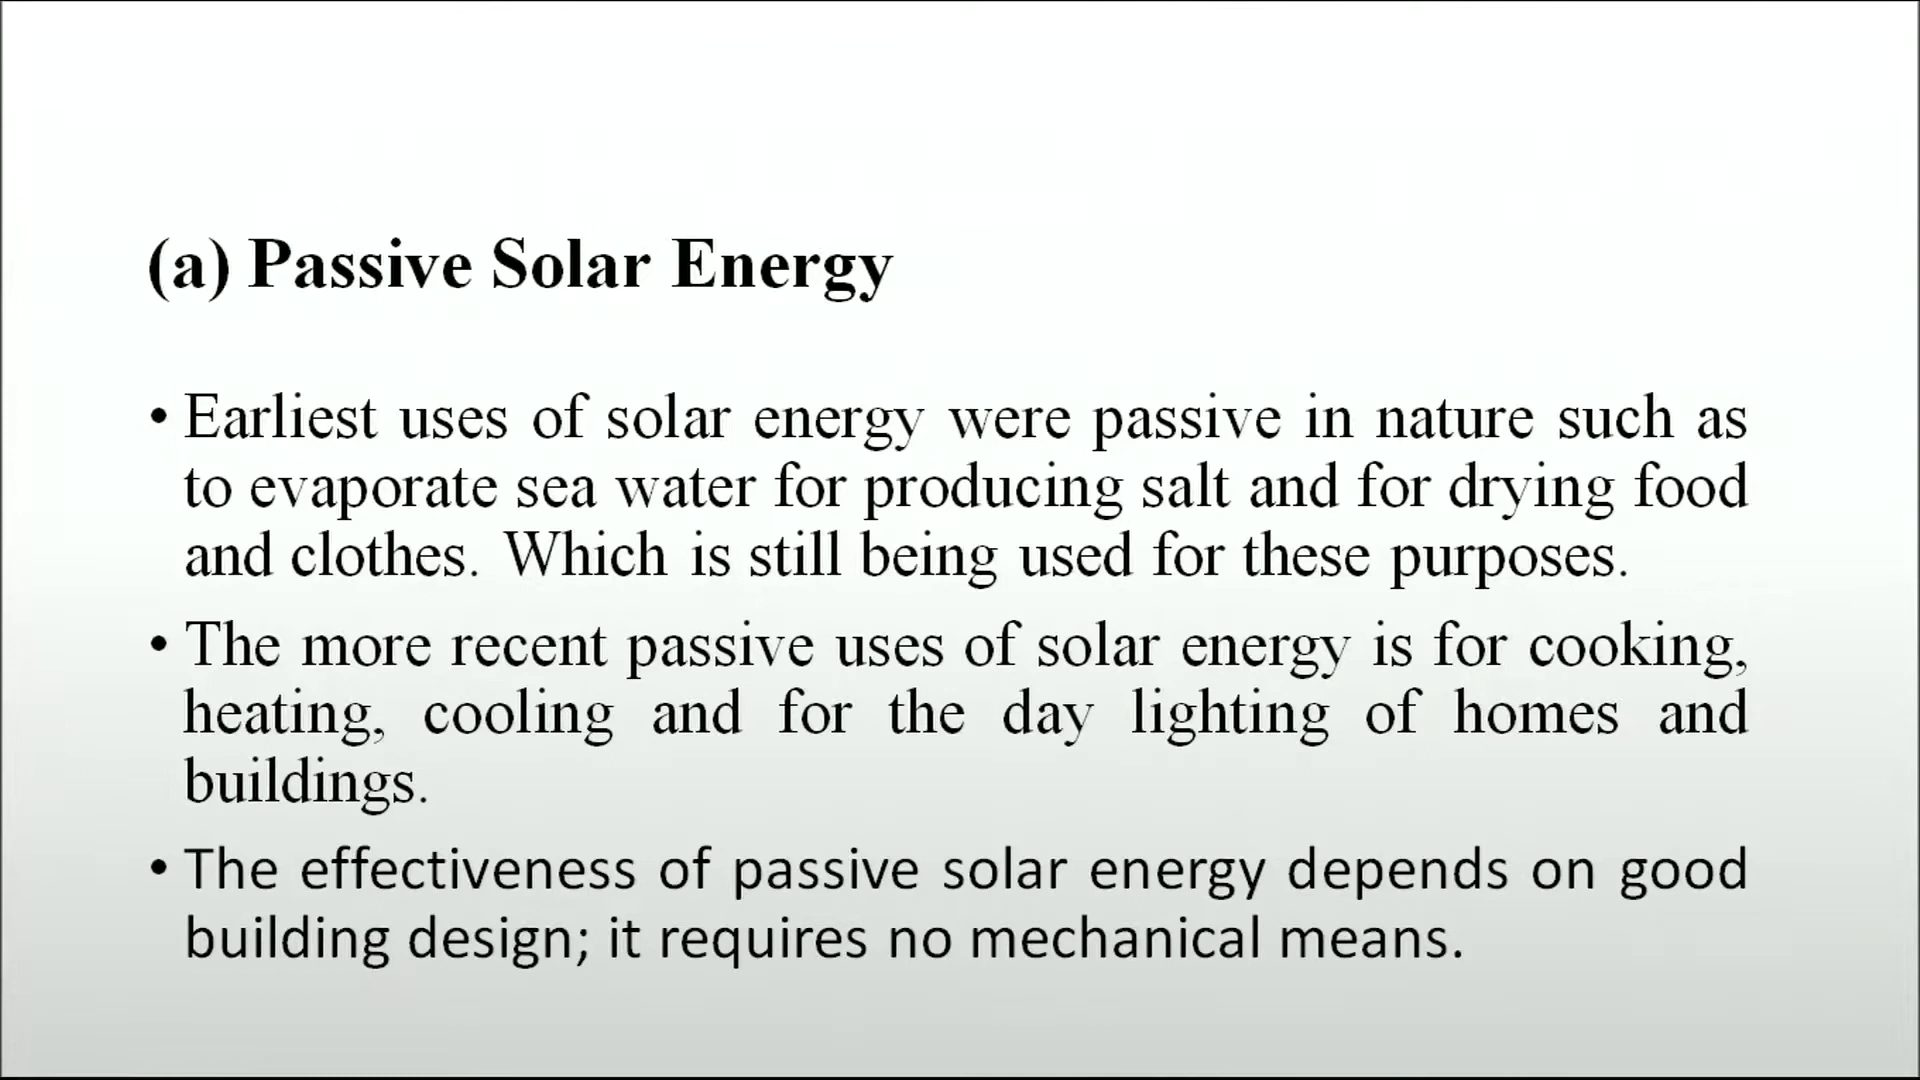 (a) Passive Solar Energy
• Earliest uses of solar energy were passive in nature such as
to evaporate sea water for producing salt and for drying food
and clothes. Which is still being used for these purposes.
• The more recent passive uses of solar energy is for cooking,
heating, cooling and for the day lighting of homes and
buildings.
• The effectiveness of passive solar energy depends on good
building design; it requires no mechanical means.